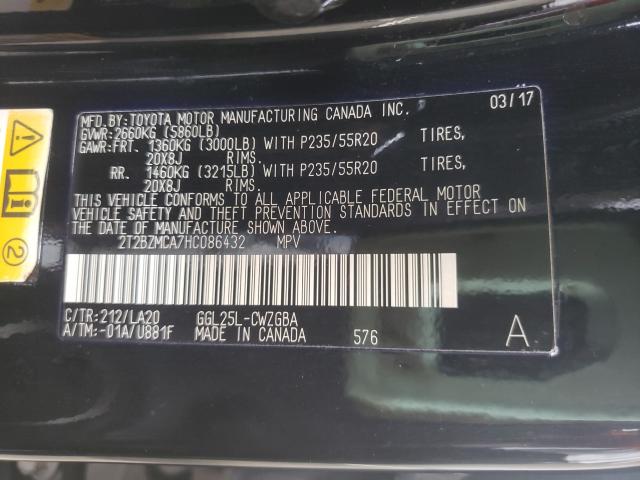 MFD.BY:TOYOTA MOTOR MANUFACTURING CANADA INC. 03/17
GVWR:2660KG (5860LB)
GAWR:FRT. 1360KG (3000LB) WITH P235/55R20 TIRES,
20X8J RIMS.
RR. 1460KG (3215LB) WITH P235/55R20 TIRES,
20X8J RIMS.
THIS VEHICLE CONFORMS TO ALL APPLICABLE FEDERAL MOTOR
VEHICLE SAFETY AND THEFT PREVENTION STANDARDS IN EFFECT ON
THE DATE OF MANUFACTURE SHOWN ABOVE.
2T2BZMCA7HC086432 MPV
C/TR:212/LA20 GGL25L-CWZGBA
A/TM:-01A/U881F MADE IN CANADA 576 A
2